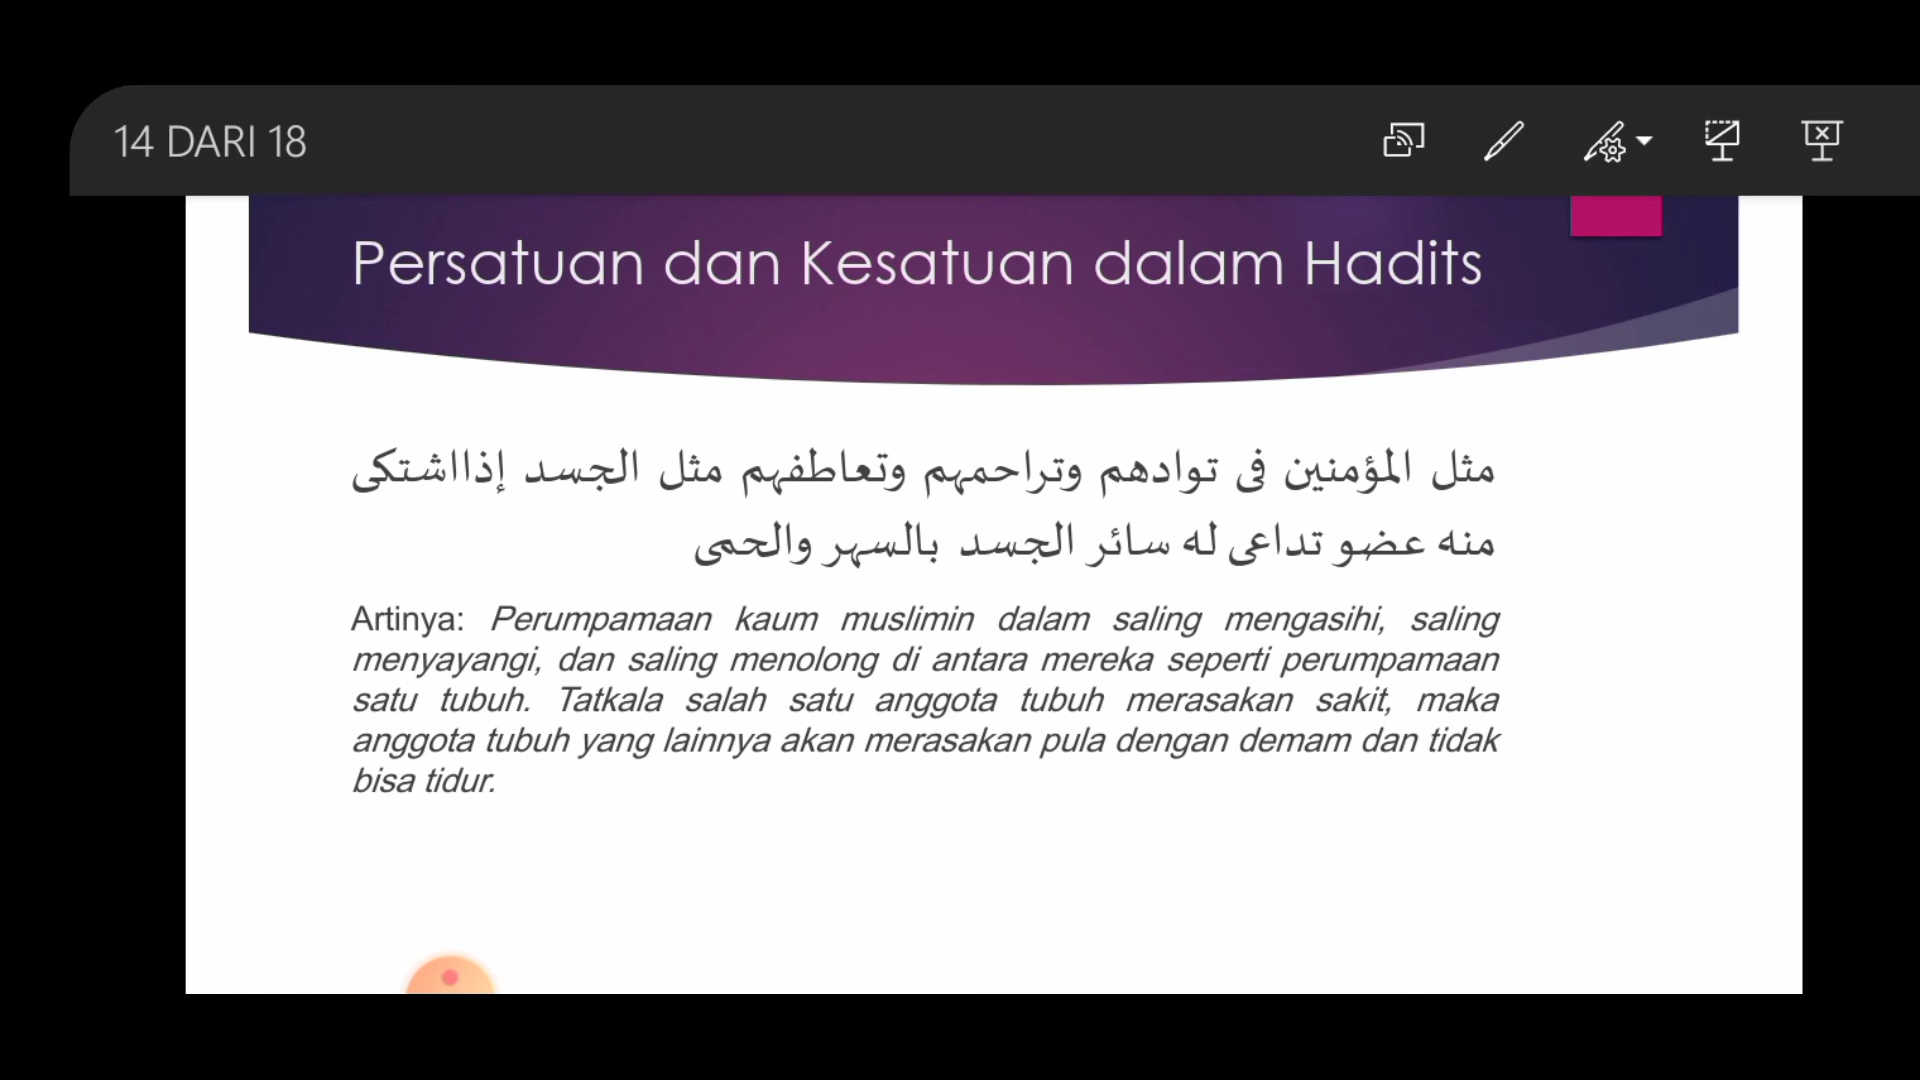 14 DARI 18
Persatuan dan Kesatuan dalam Hadits
مثل المؤمنين فى توادهم وتراحمهم وتعاطفهم مثل الجسد إذااشتكى
منه عضو تداعى له سائر الجسد بالسهر والحمى
Artinya: Perumpamaan kaum muslimin dalam saling mengasihi, saling
menyayangi, dan saling menolong di antara mereka seperti perumpamaan
satu tubuh. Tatkala salah satu anggota tubuh merasakan sakit, maka
anggota tubuh yang lainnya akan merasakan pula dengan demam dan tidak
bisa tidur.